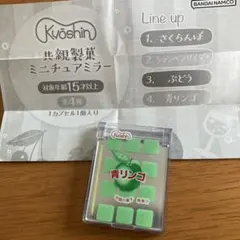 Kyōshin
共親製菓
ミニチュアミラー
対象年齢15才以上
全4種
1カプセル1個入り
BANDAI NAMCO
Line up
1. さくらんぼ
3. ぶどう
4. 青リンゴ
青リンゴ